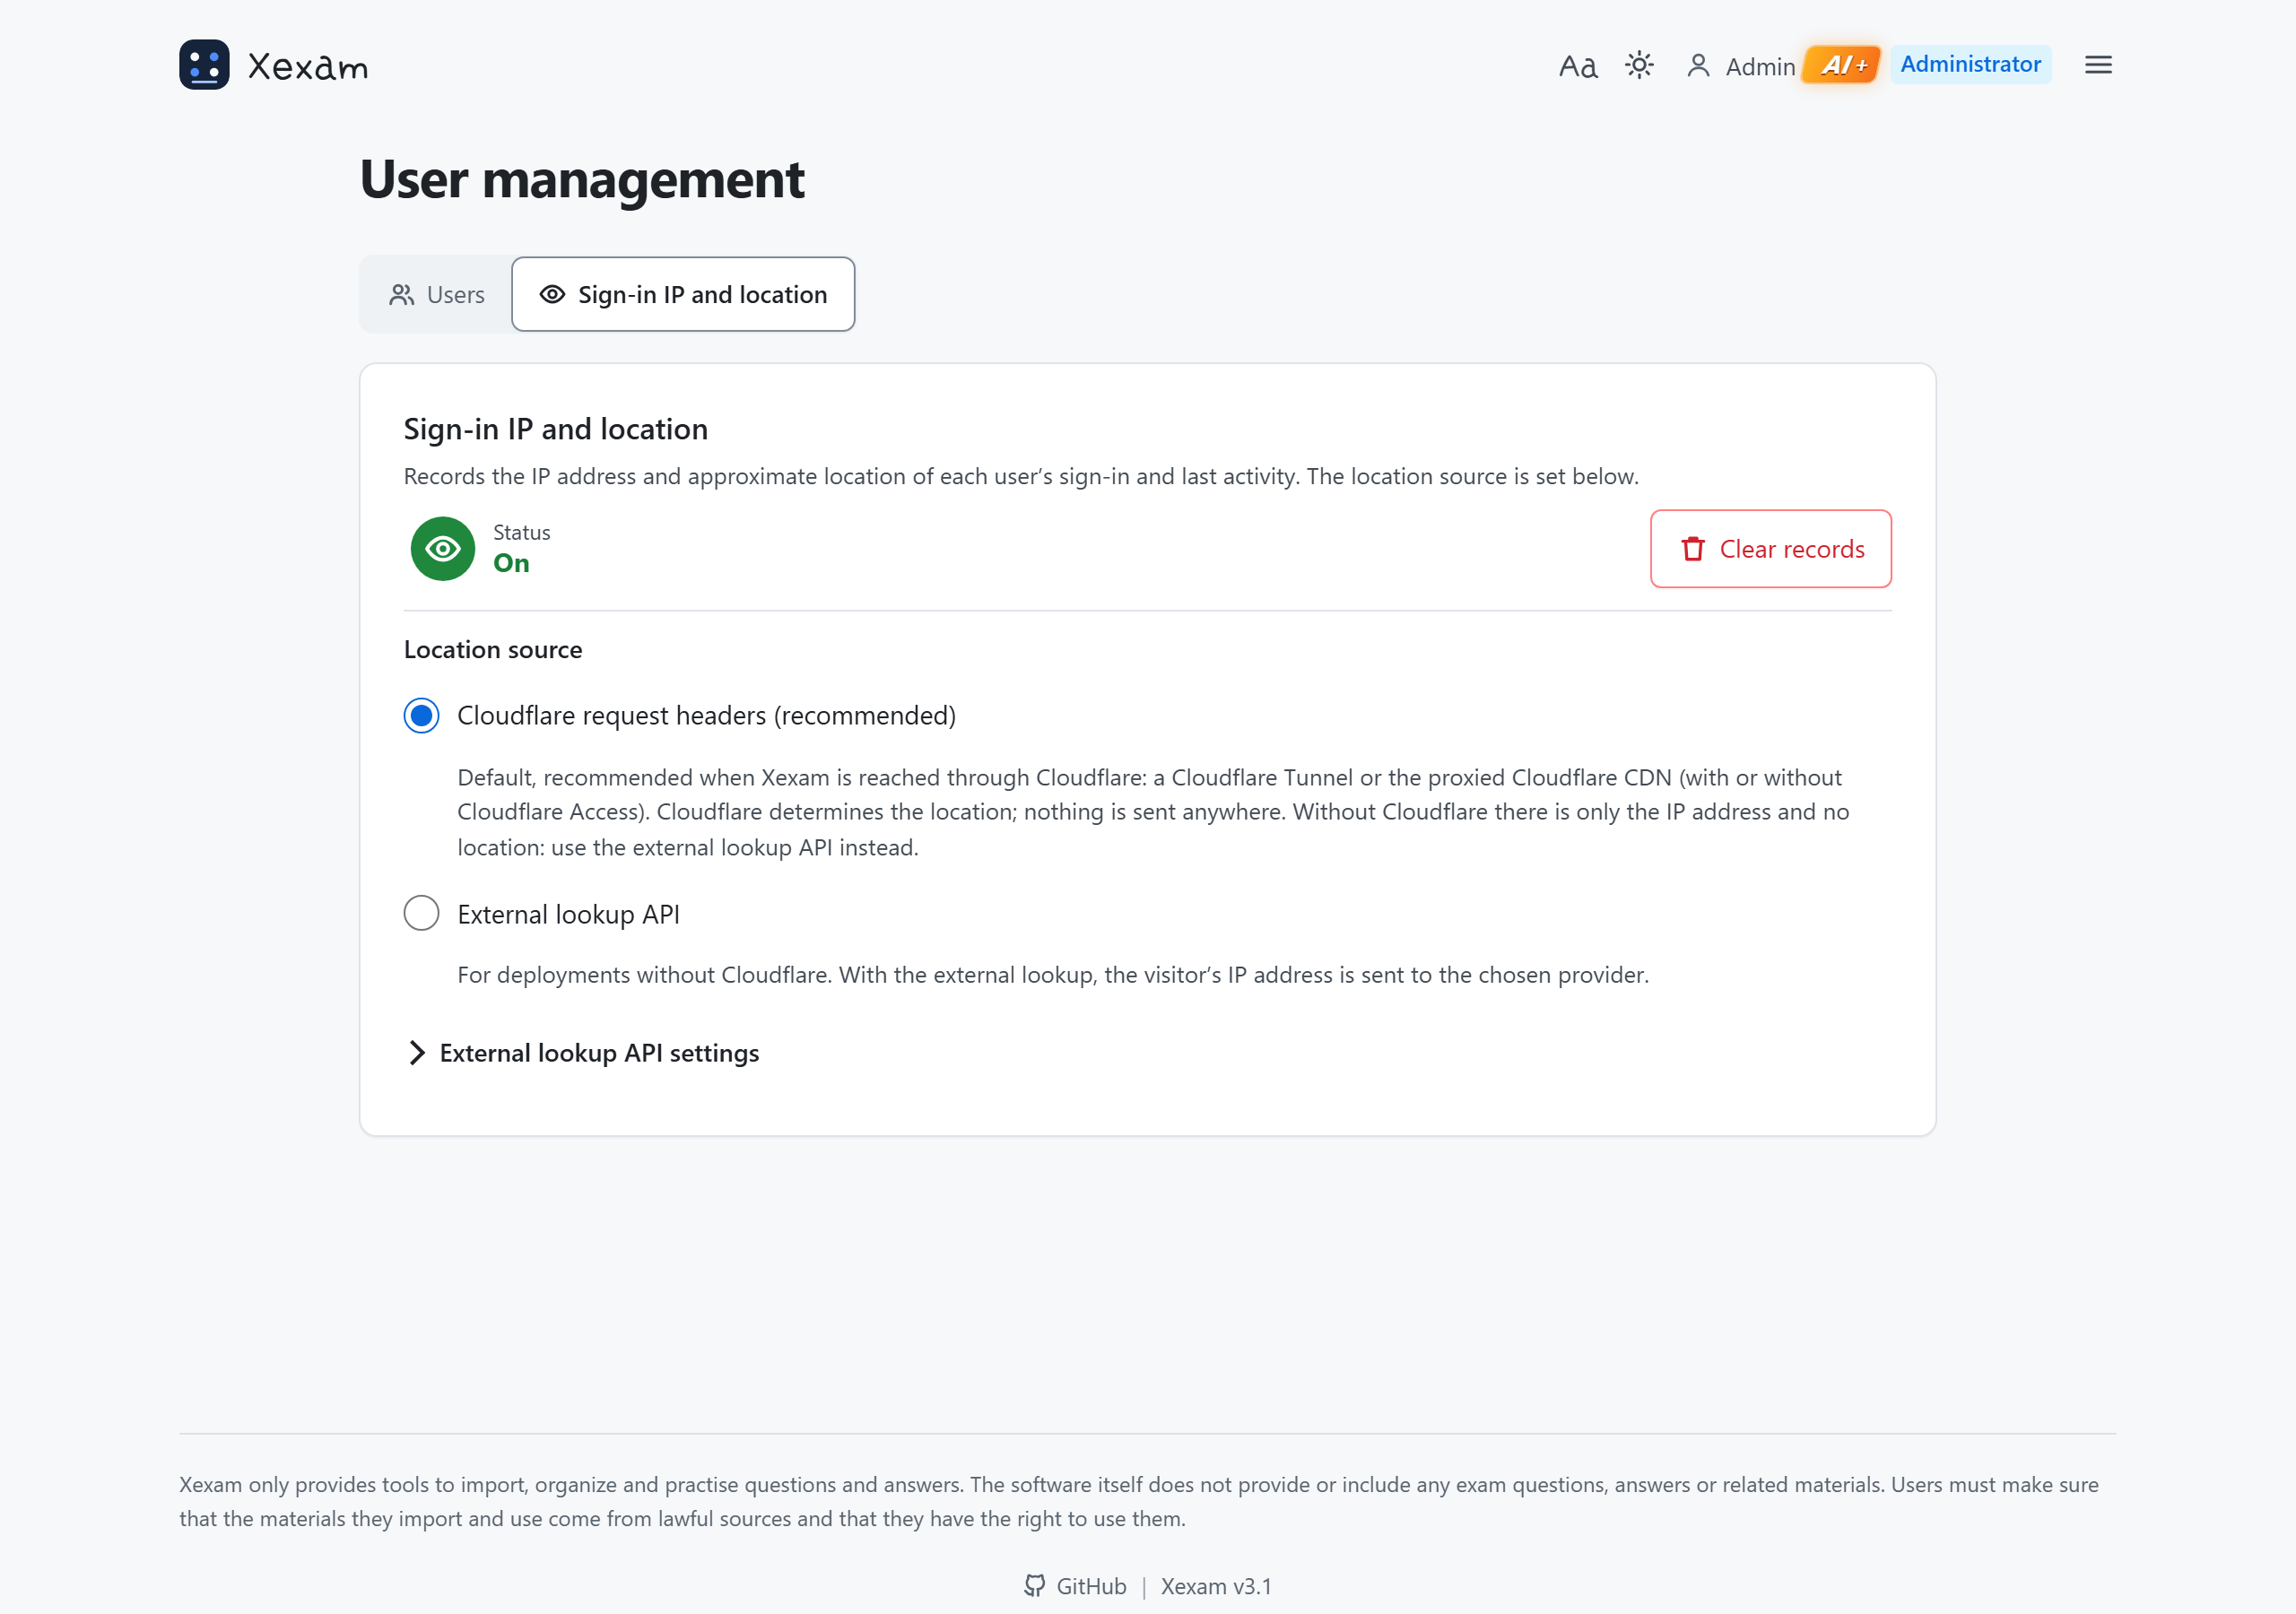 Xexam
Aa
Admin AI+ Administrator
User management
Users
Sign-in IP and location
Sign-in IP and location
Records the IP address and approximate location of each user’s sign-in and last activity. The location source is set below.
Status
On
Clear records
Location source
Cloudflare request headers (recommended)
Default, recommended when Xexam is reached through Cloudflare: a Cloudflare Tunnel or the proxied Cloudflare CDN (with or without
Cloudflare Access). Cloudflare determines the location; nothing is sent anywhere. Without Cloudflare there is only the IP address and no
location: use the external lookup API instead.
External lookup API
For deployments without Cloudflare. With the external lookup, the visitor’s IP address is sent to the chosen provider.
External lookup API settings
Xexam only provides tools to import, organize and practise questions and answers. The software itself does not provide or include any exam questions, answers or related materials. Users must make sure
that the materials they import and use come from lawful sources and that they have the right to use them.
GitHub | Xexam v3.1